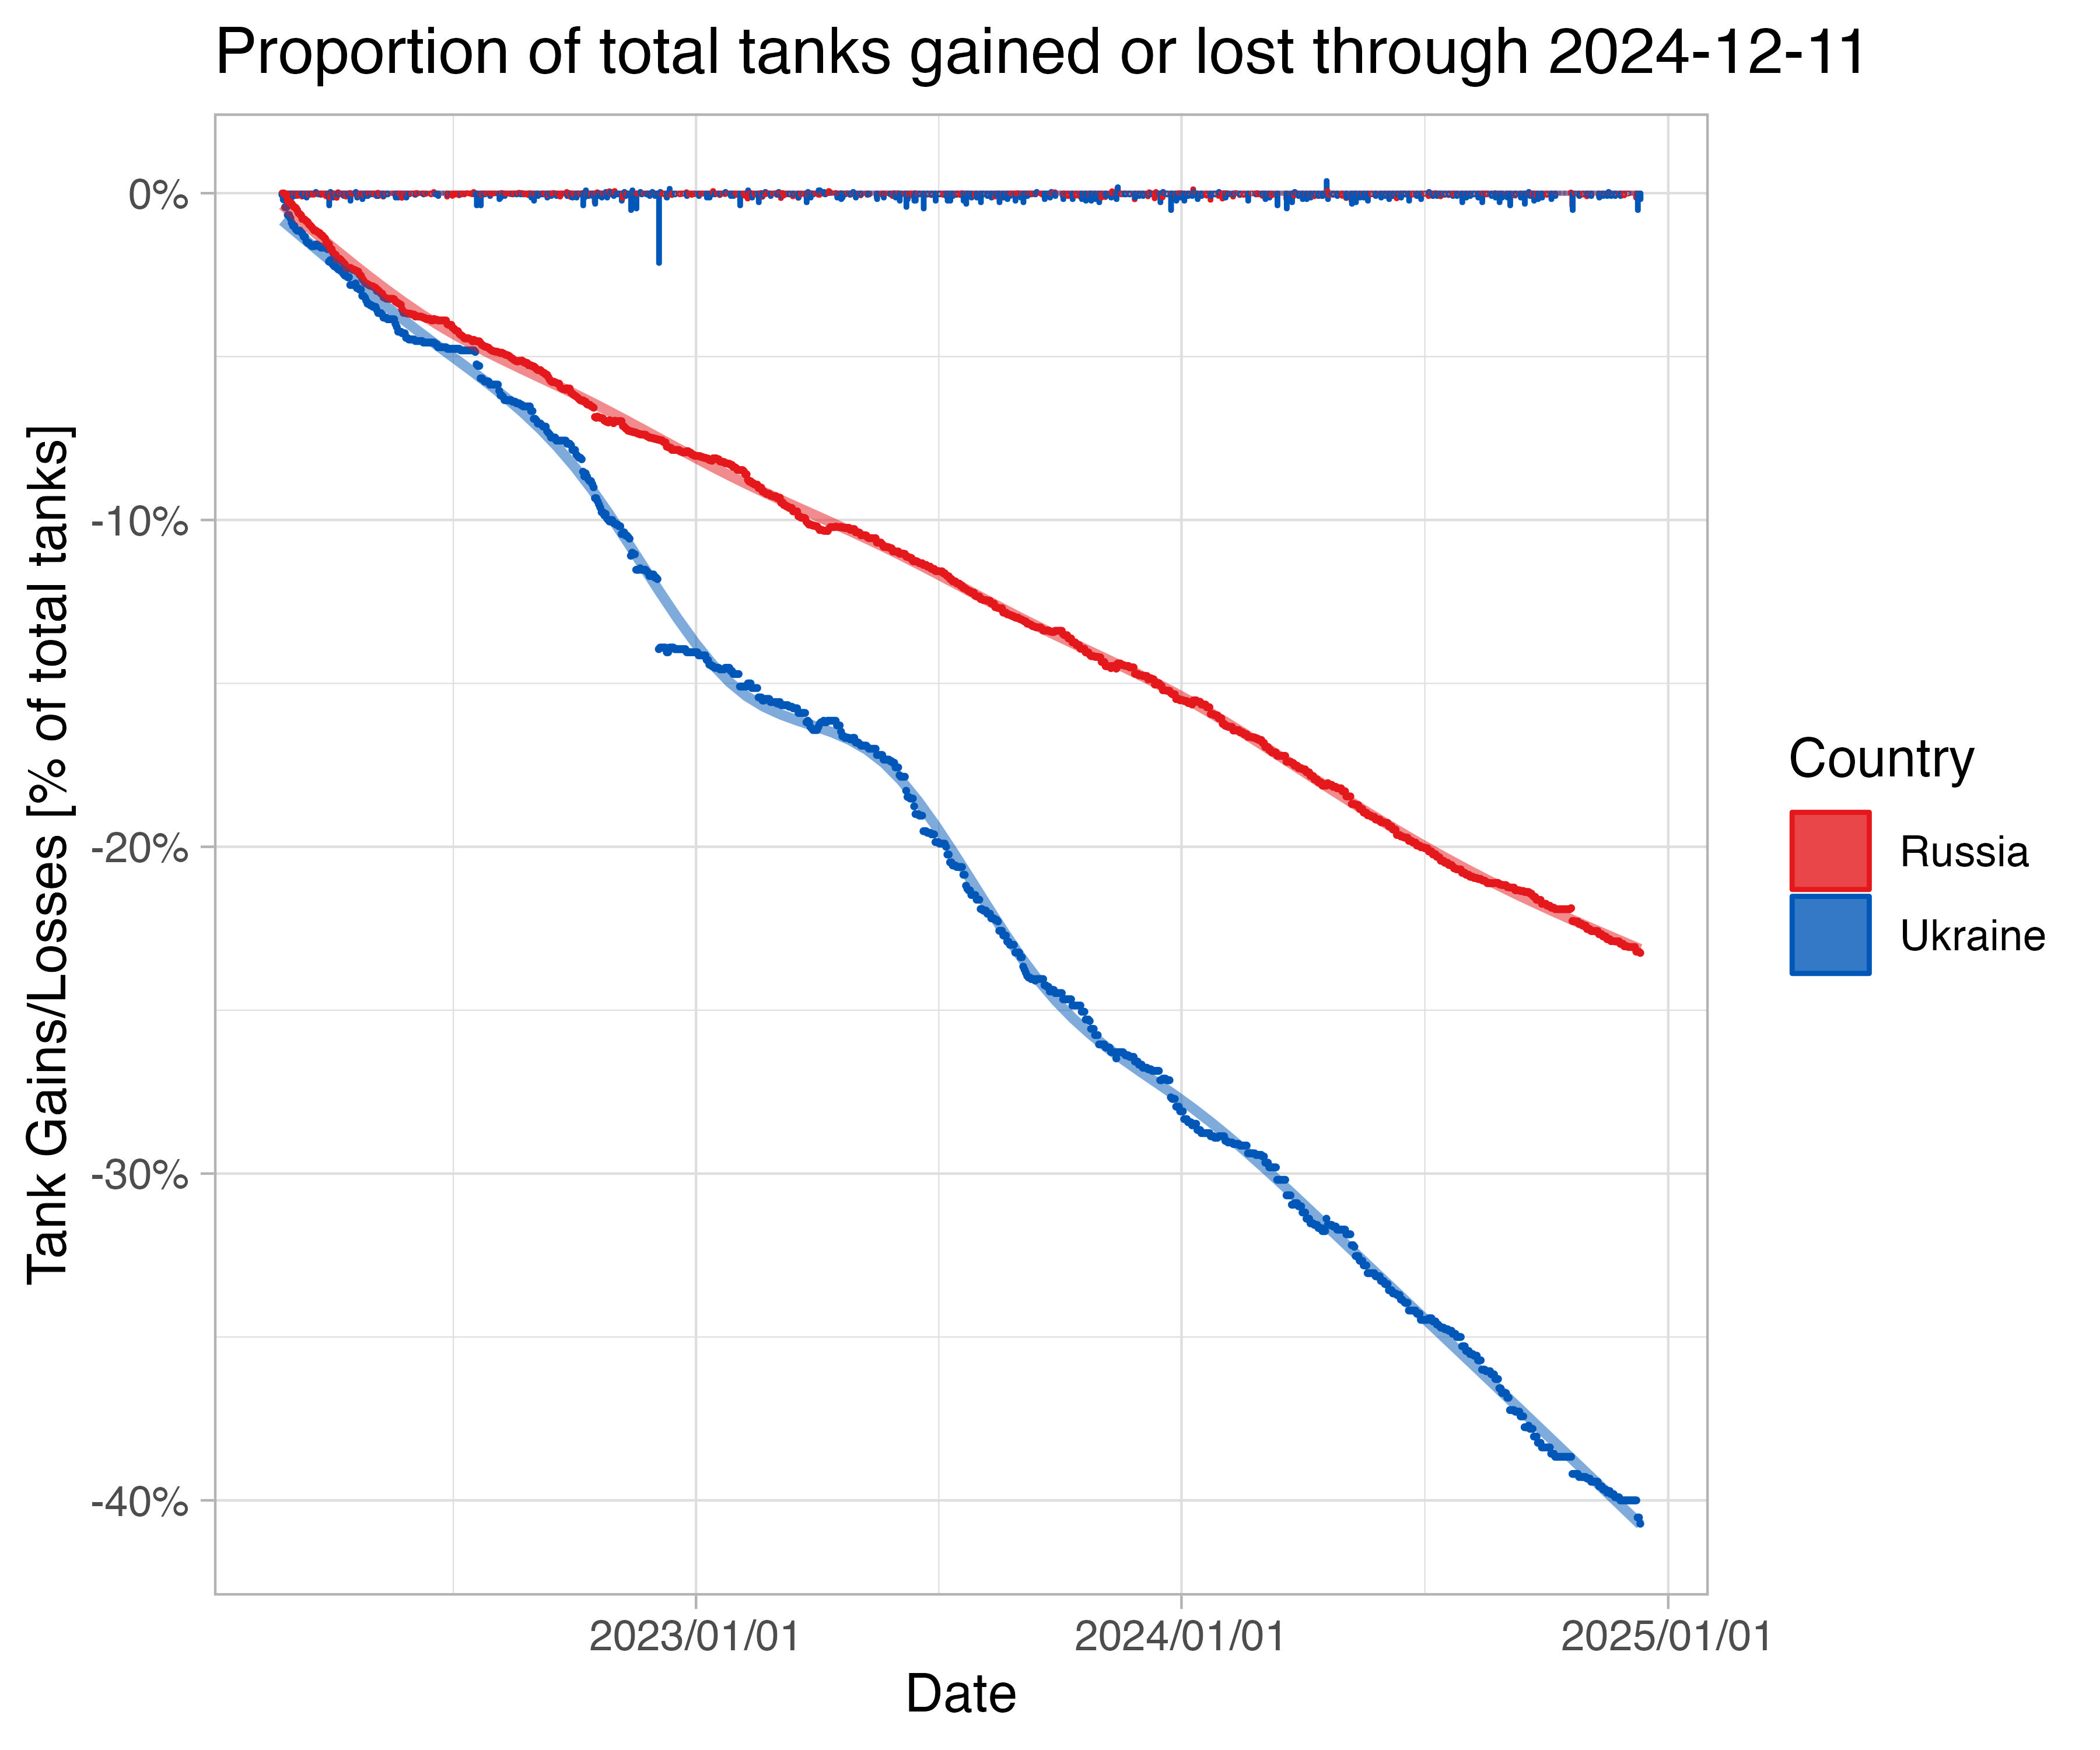 Proportion of total tanks gained or lost through 2024-12-11
Tank Gains/Losses [% of total tanks]
0%
-10%
-20%
-30%
-40%
2023/01/01
2024/01/01
2025/01/01
Date
Country
Russia
Ukraine